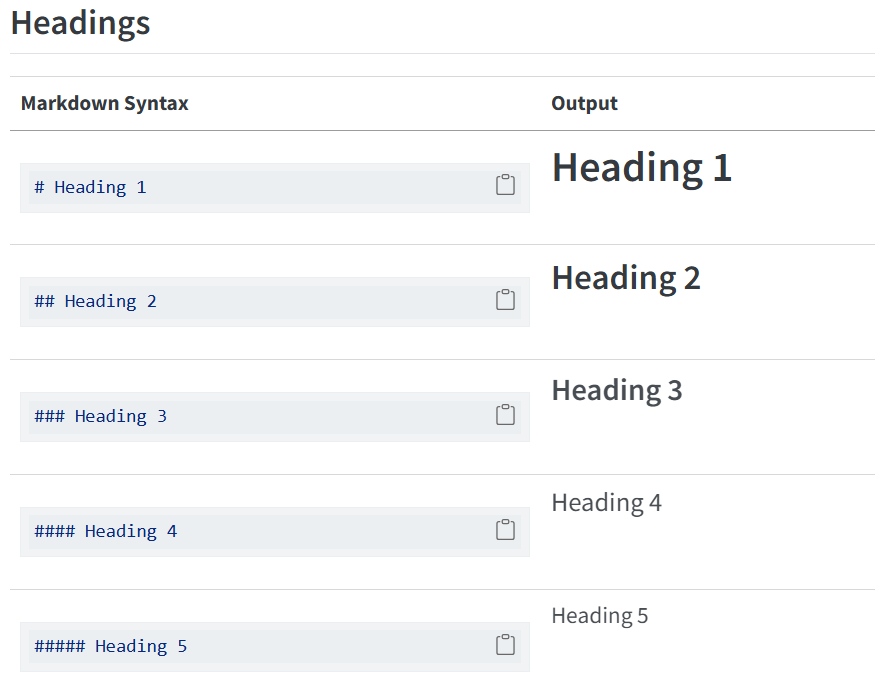 Headings
Markdown Syntax Output
# Heading 1 Heading 1
## Heading 2 Heading 2
### Heading 3 Heading 3
#### Heading 4 Heading 4
##### Heading 5 Heading 5